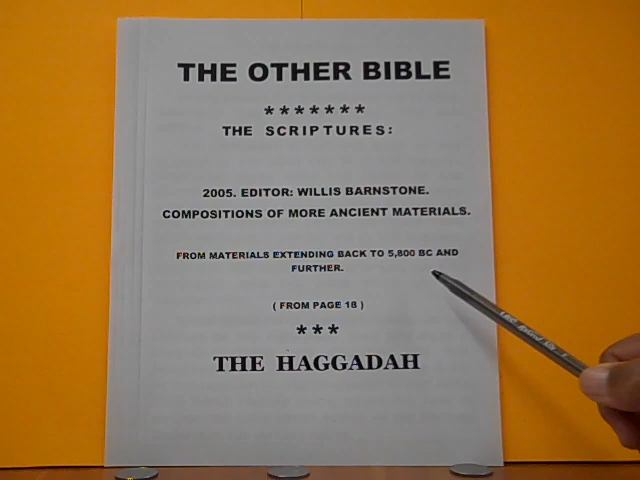 THE OTHER BIBLE
*******
THE SCRIPTURES:
2005. EDITOR: WILLIS BARNSTONE.
COMPOSITIONS OF MORE ANCIENT MATERIALS.
FROM MATERIALS EXTENDING BACK TO 5,800 BC AND
FURTHER.
( FROM PAGE 18 )
***
THE HAGGADAH